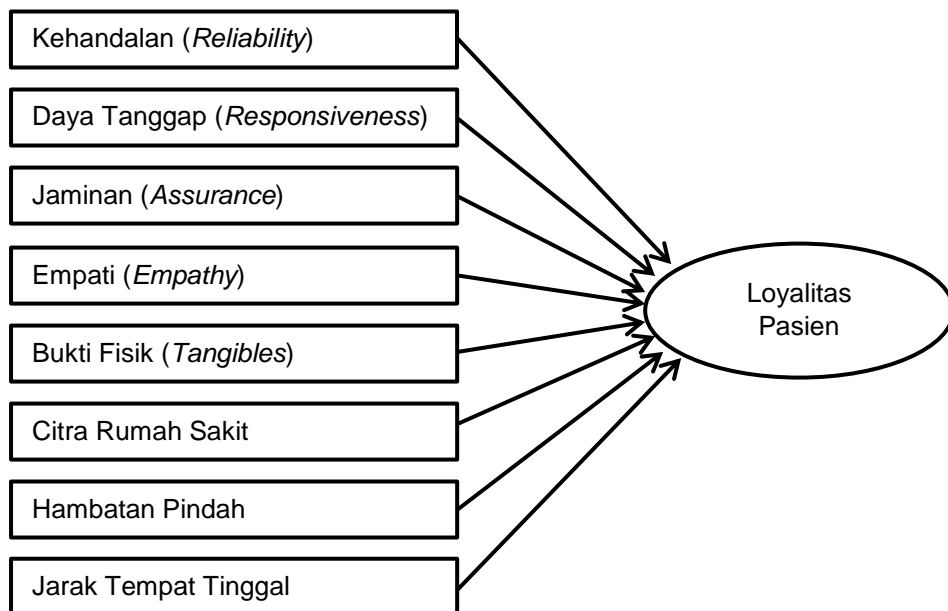 Kehandalan (Reliability)
Daya Tanggap (Responsiveness)
Jaminan (Assurance)
Empati (Empathy)
Bukti Fisik (Tangibles)
Citra Rumah Sakit
Hambatan Pindah
Jarak Tempat Tinggal
Loyalitas
Pasien